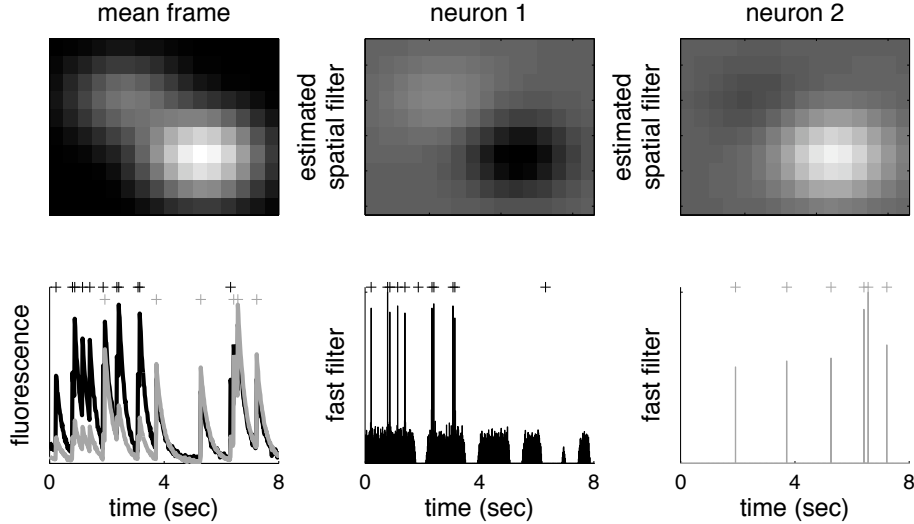 mean frame
neuron 1
neuron 2
estimated
spatial filter
estimated
spatial filter
fluorescence
fast filter
fast filter
0 4 8
0 4 8
0 4 8
time (sec)
time (sec)
time (sec)